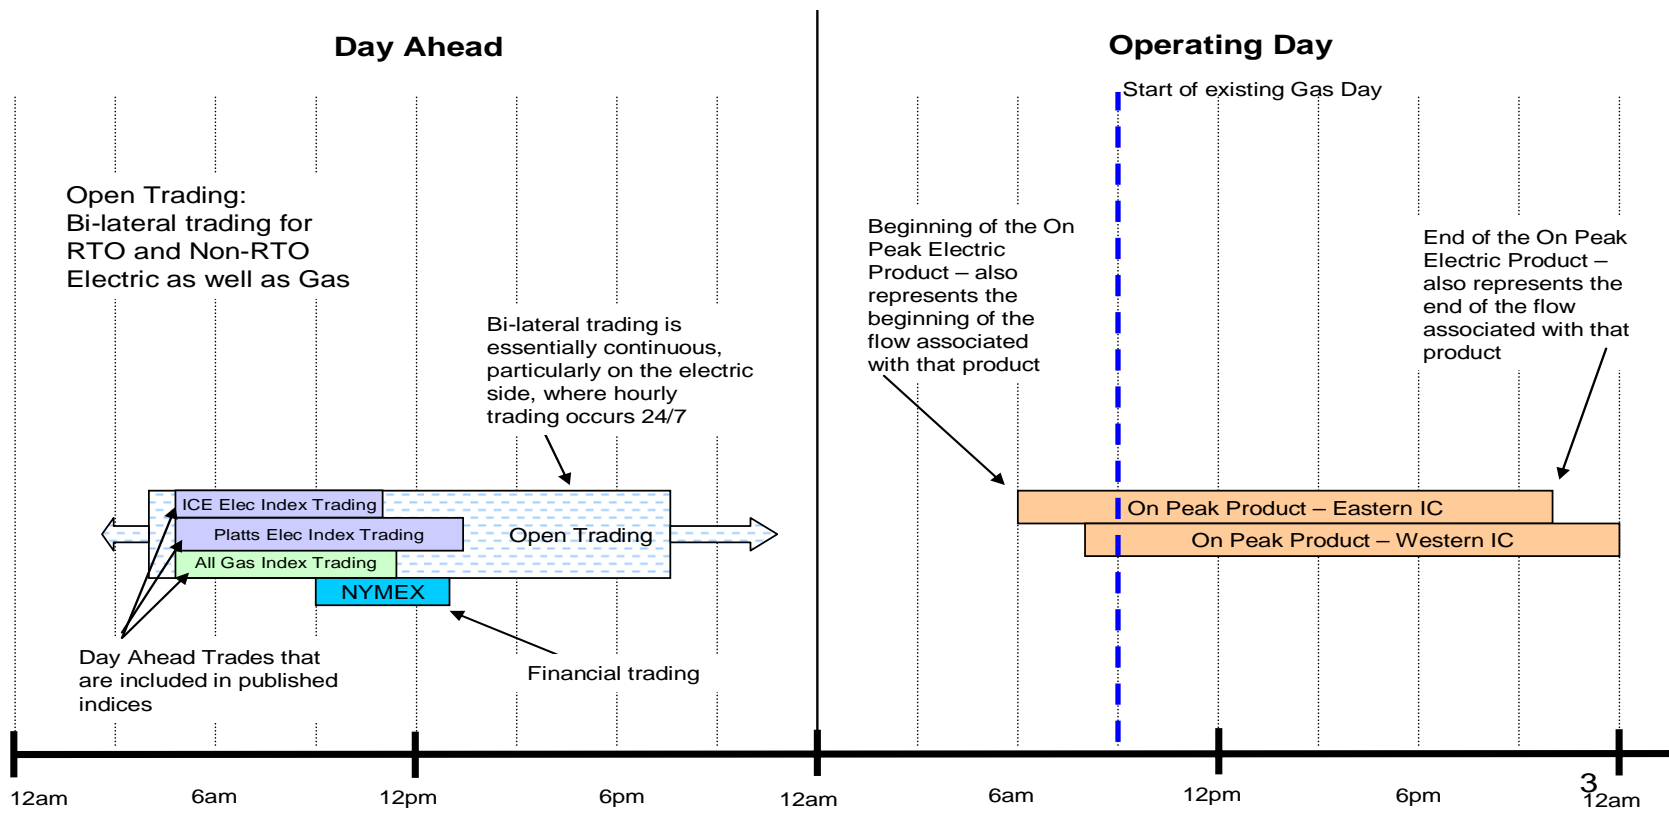 Day Ahead
Operating Day
Start of existing Gas Day
Open Trading:
Bi-lateral trading for
RTO and Non-RTO
Electric as well as Gas
Bi-lateral trading is
essentially continuous,
particularly on the electric
side, where hourly
trading occurs 24/7
Beginning of the On
Peak Electric
Product – also
represents the
beginning of the
flow associated
with that product
End of the On Peak
Electric Product –
also represents the
end of the flow
associated with that
product
ICE Elec Index Trading
Platts Elec Index Trading
Open Trading
All Gas Index Trading
NYMEX
On Peak Product – Eastern IC
On Peak Product – Western IC
Day Ahead Trades that
are included in published
indices
Financial trading
12am
6am
12pm
6pm
12am
6am
12pm
6pm
12am
3